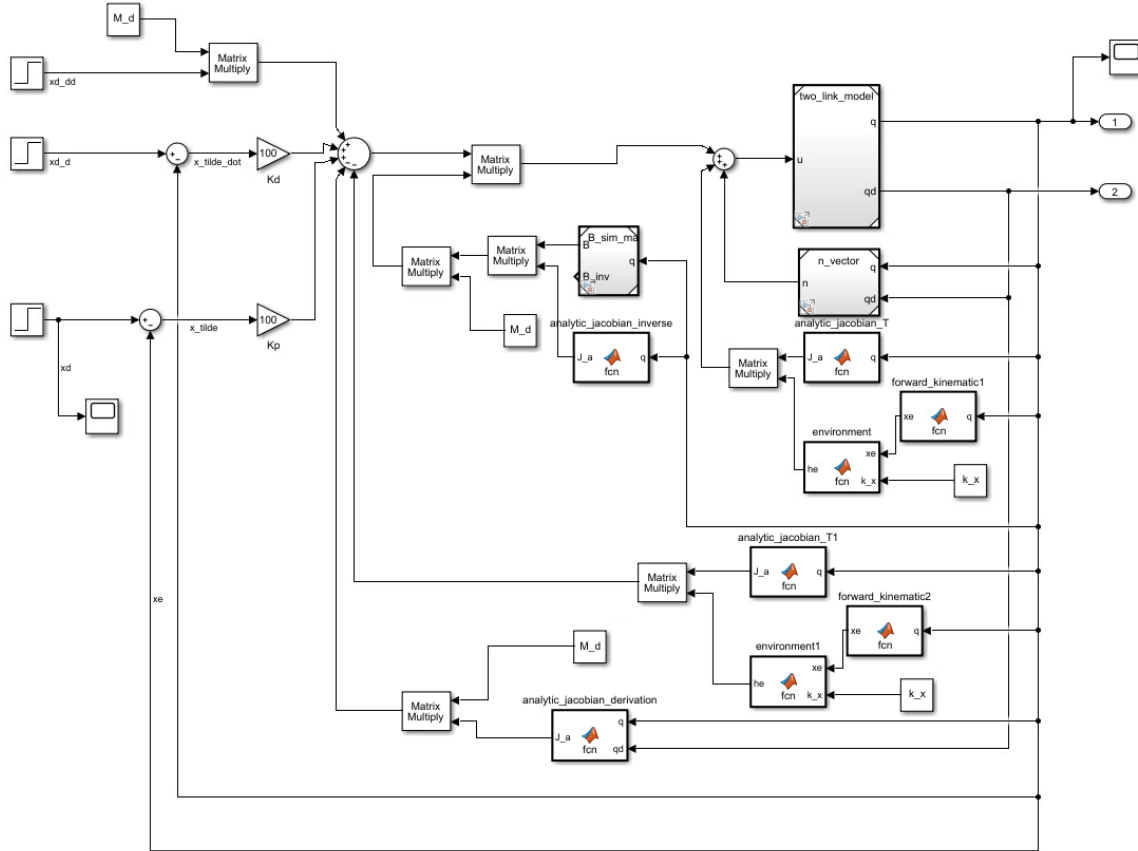 M_d
Matrix
Multiply
xd_dd
xd_d
x_tilde_dot
100
Kd
Matrix
Multiply
two_link_model
q
u
qd
1
2
B_sim_ma
B
q
B_inv
Matrix
Multiply
Matrix
Multiply
M_d
n_vector
q
n
qd
analytic_jacobian_inverse
J_a
q
fcn
analytic_jacobian_T
J_a
q
fcn
Matrix
Multiply
x_tilde
100
Kp
xd
forward_kinematic1
xe
q
fcn
environment
xe
he
fcn
k_x
k_x
analytic_jacobian_T1
J_a
q
fcn
Matrix
Multiply
forward_kinematic2
xe
q
fcn
environment1
xe
he
fcn
k_x
k_x
xe
M_d
Matrix
Multiply
analytic_jacobian_derivation
q
J_a
fcn
qd